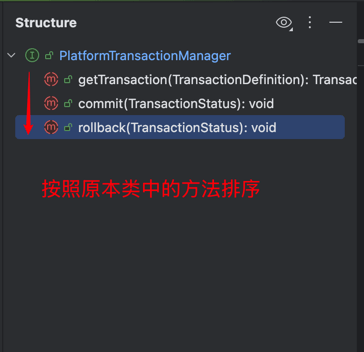 Structure
PlatformTransactionManager
getTransaction(TransactionDefinition): Transac
commit(TransactionStatus): void
rollback(TransactionStatus): void
按照原本类中的方法排序